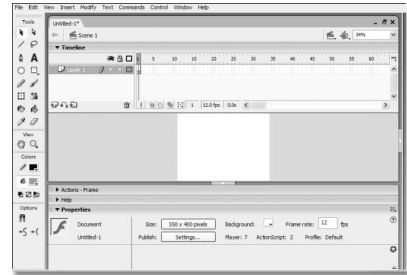 File Edit View Insert Modify Text Commands Control Window Help
Tools
Untitled-1*
Scene 1
34%
Timeline
1 5 10 15 20 25 30 35 40 45 50 55 60
Layer 1
1 12.0 fps 0.0s
View
Colors
Options
Actions - Frame
Help
Properties
Document
Size: 550 x 400 pixels
Background:
Frame rate: 12 fps
Untitled-1
Publish: Settings...
Player: 7 ActionScript: 2 Profile: Default